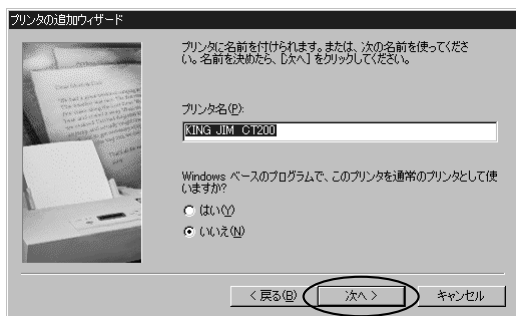 プリンタの追加ウィザード
プリンタに名前を付けられます。または、次の名前を使ってくださ
い。名前を決めたら、[次へ] をクリックしてください。
プリンタ名(P):
KING JIM CT200
Windows ベースのプログラムで、このプリンタを通常のプリンタとして使
いますか?
はい(Y)
いいえ(N)
< 戻る(B)
次へ >
キャンセル